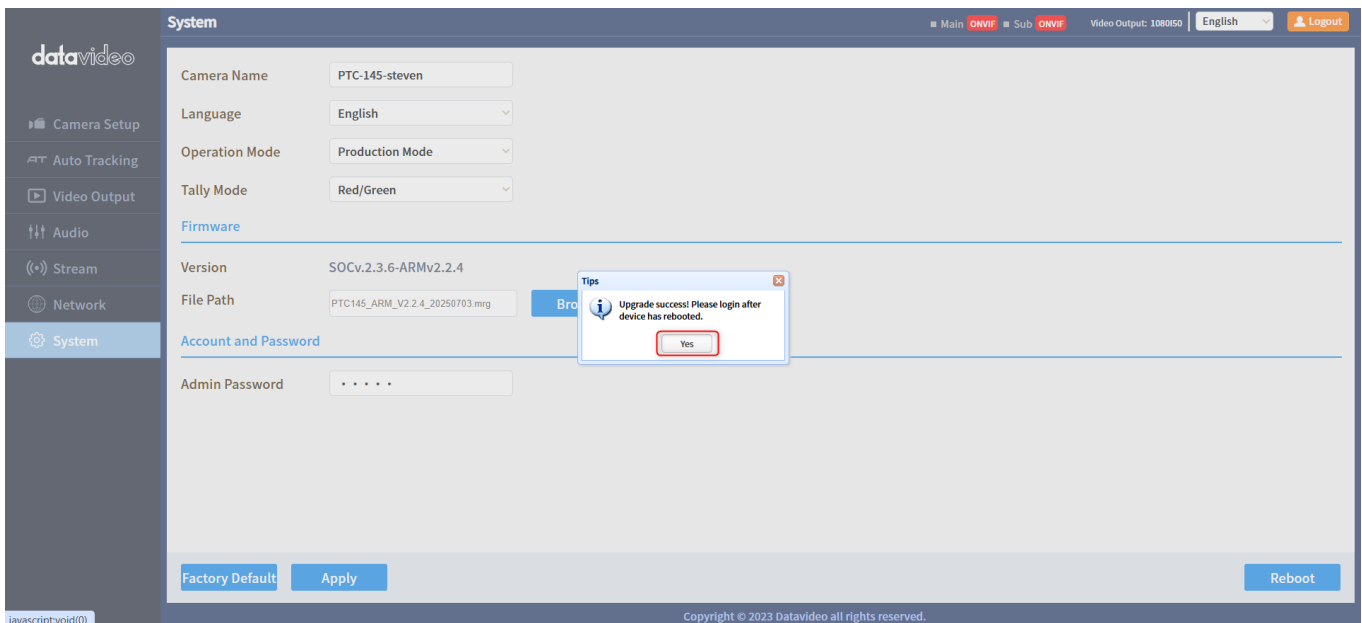 System
Main ONVIF Sub ONVIF Video Output: 1080I50 English Logout
datavideo
Camera Setup
Auto Tracking
Video Output
Audio
Stream
Network
System
Camera Name PTC-145-steven
Language English
Operation Mode Production Mode
Tally Mode Red/Green
Firmware
Version SOCv.2.3.6-ARMv2.2.4
File Path PTC145_ARM_V2.2.4_20250703.mrg Bro
Account and Password
Admin Password • • • • •
Tips
Upgrade success! Please login after
device has rebooted.
Yes
Factory Default Apply Reboot
Copyright © 2023 Datavideo all rights reserved.
javascript:void(0)